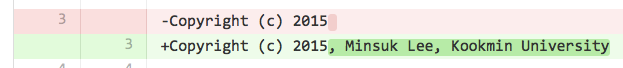 3 -Copyright (c) 2015
3 +Copyright (c) 2015, Minsuk Lee, Kookmin University